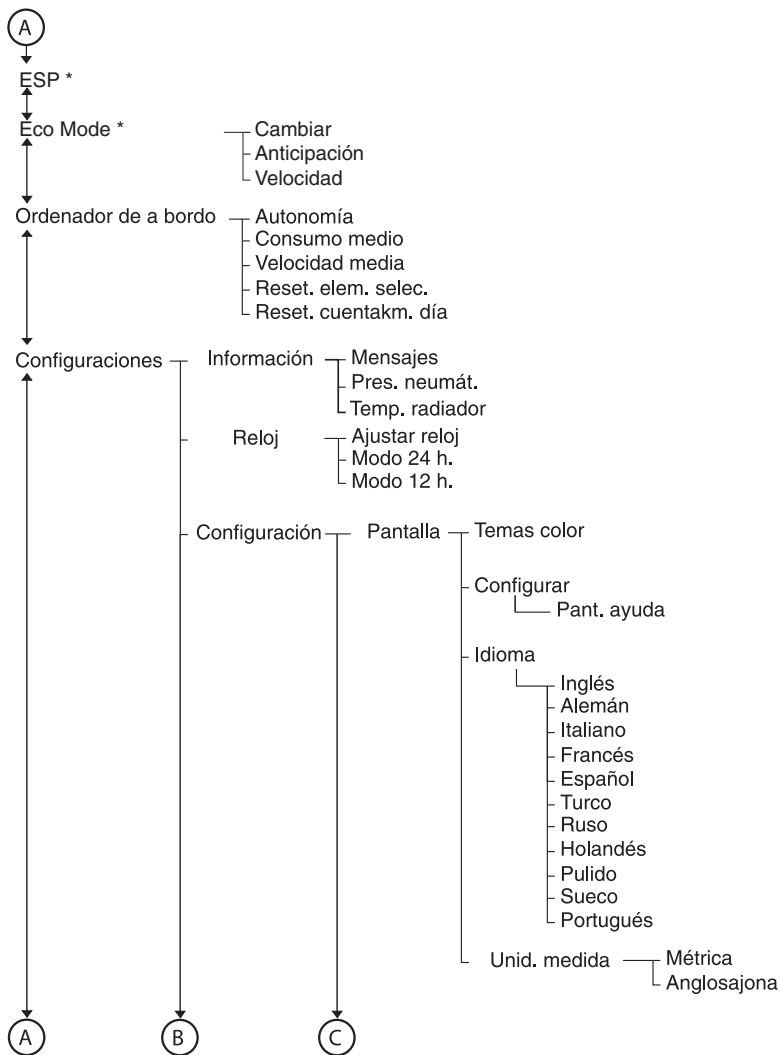 A
ESP *
Eco Mode *
Cambiar
Anticipación
Velocidad
Ordenador de a bordo
Autonomía
Consumo medio
Velocidad media
Reset. elem. selec.
Reset. cuentakm. día
Configuraciones
Información
Mensajes
Pres. neumát.
Temp. radiador
Reloj
Ajustar reloj
Modo 24 h.
Modo 12 h.
Configuración
Pantalla
Temas color
Configurar
Pant. ayuda
Idioma
Inglés
Alemán
Italiano
Francés
Español
Turco
Ruso
Holandés
Pulido
Sueco
Portugués
Unid. medida
Métrica
Anglosajona
A
B
C